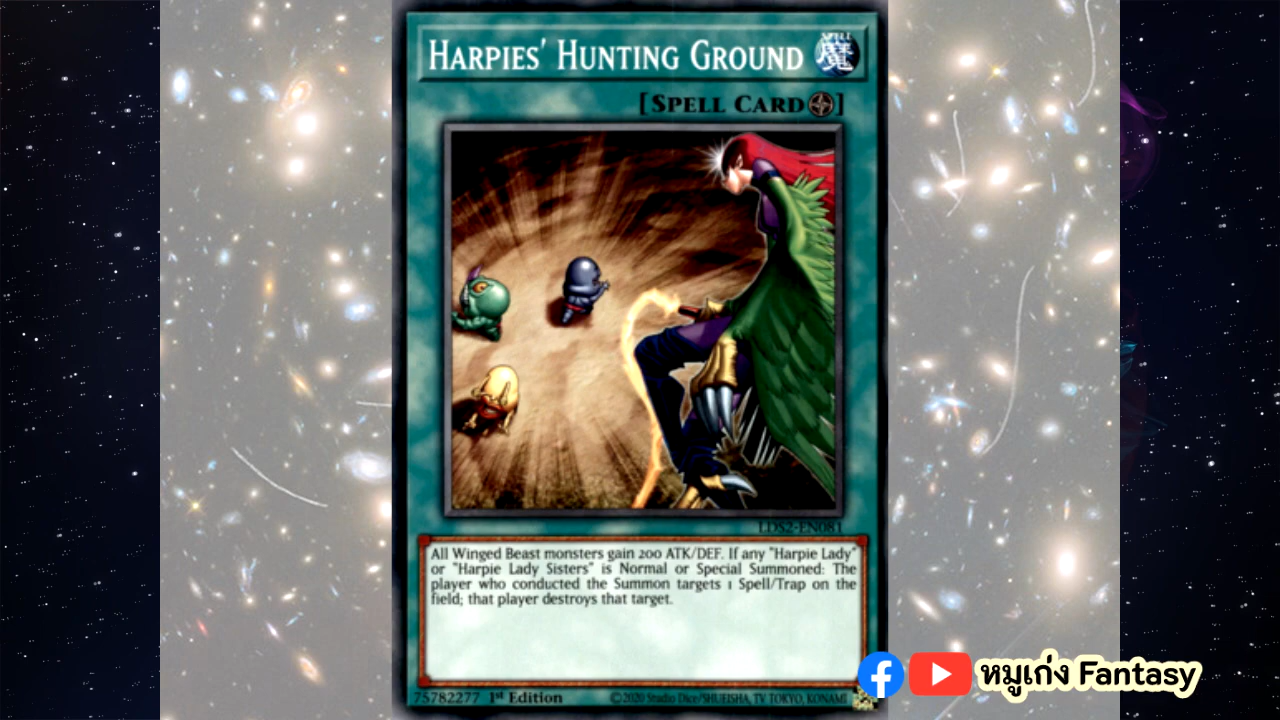 HARPIES' HUNTING GROUND
SPELL
魔
[SPELL CARD]
LDS2-EN081
All Winged Beast monsters gain 200 ATK/DEF. If any "Harpie Lady"
or "Harpie Lady Sisters" is Normal or Special Summoned: The
player who conducted the Summon targets 1 Spell/Trap on the
field; that player destroys that target.
75782277 1st Edition ©2020 Studio Dice/SHUEISHA, TV TOKYO, KONAMI
หมูเก่ง Fantasy